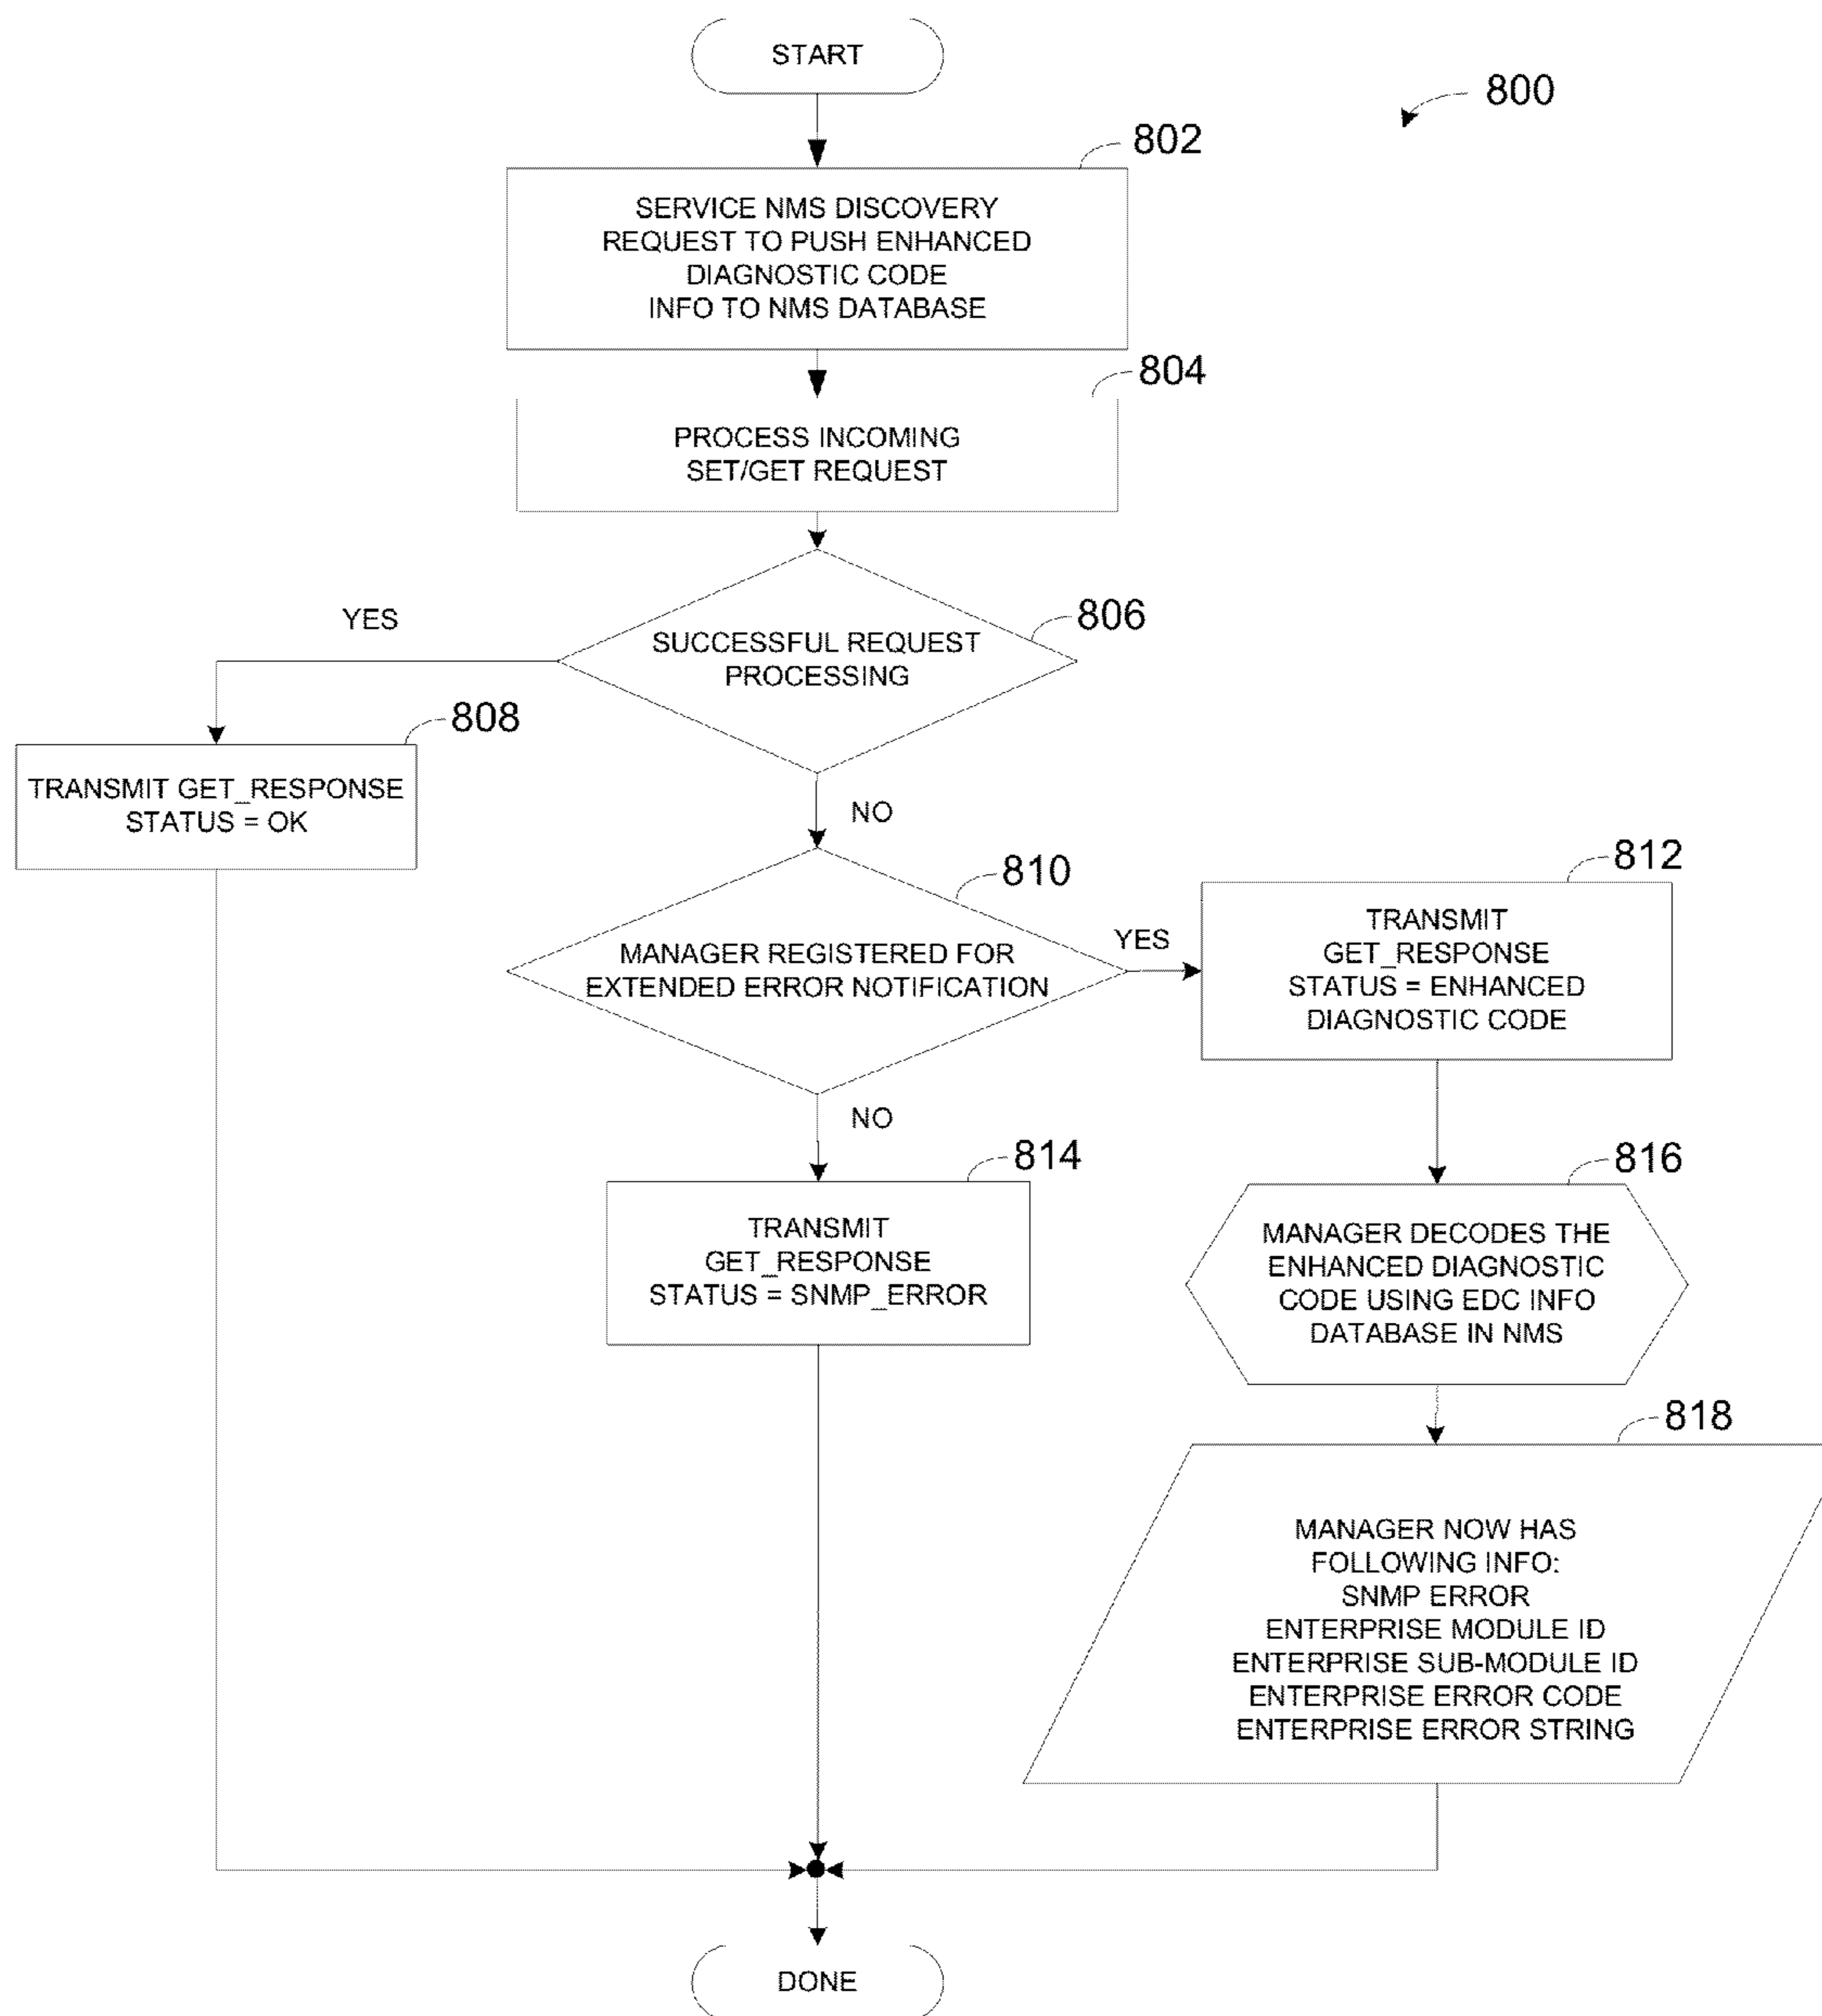 START
800
802
SERVICE NMS DISCOVERY
REQUEST TO PUSH ENHANCED
DIAGNOSTIC CODE
INFO TO NMS DATABASE
804
PROCESS INCOMING
SET/GET REQUEST
806
SUCCESSFUL REQUEST
PROCESSING
YES
808
TRANSMIT GET_RESPONSE
STATUS = OK
NO
810
MANAGER REGISTERED FOR
EXTENDED ERROR NOTIFICATION
YES
812
TRANSMIT
GET_RESPONSE
STATUS = ENHANCED
DIAGNOSTIC CODE
NO
814
TRANSMIT
GET_RESPONSE
STATUS = SNMP_ERROR
816
MANAGER DECODES THE
ENHANCED DIAGNOSTIC
CODE USING EDC INFO
DATABASE IN NMS
818
MANAGER NOW HAS
FOLLOWING INFO:
SNMP ERROR
ENTERPRISE MODULE ID
ENTERPRISE SUB-MODULE ID
ENTERPRISE ERROR CODE
ENTERPRISE ERROR STRING
DONE